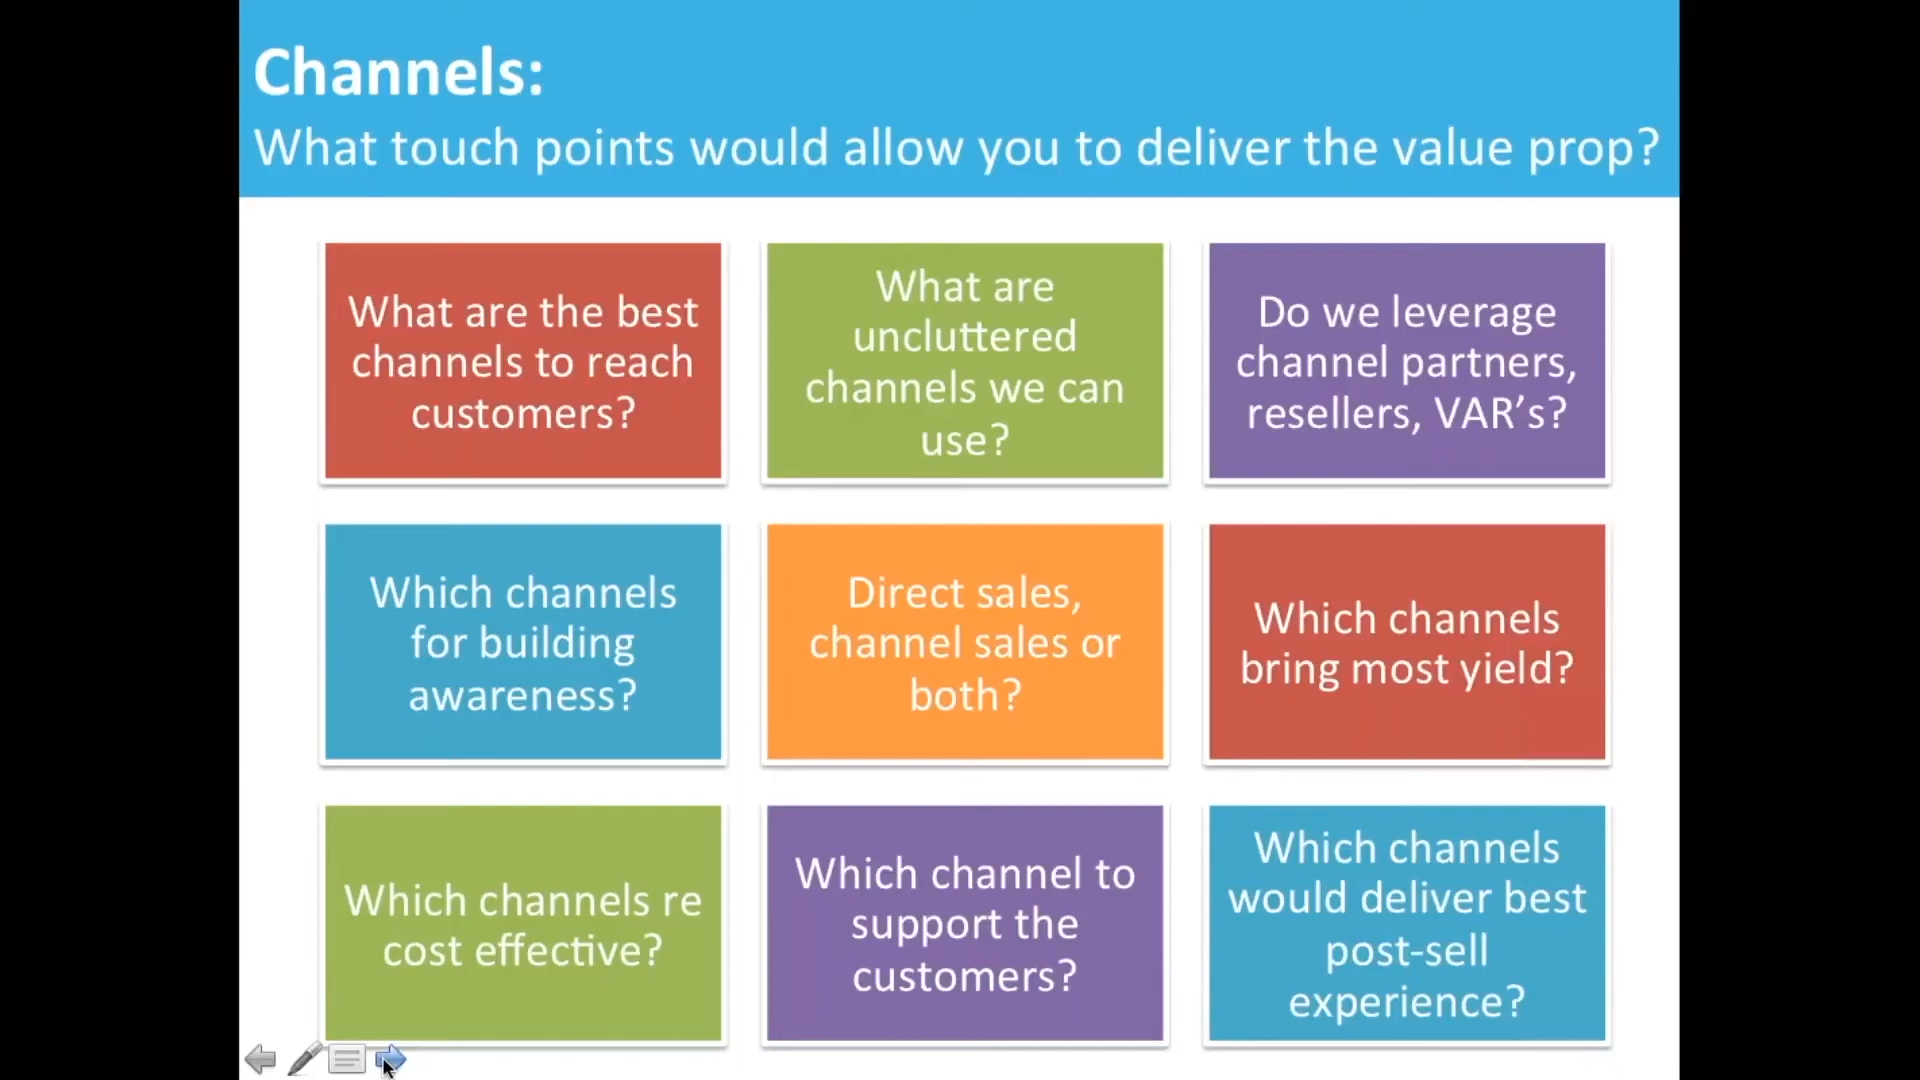 Channels:
What touch points would allow you to deliver the value prop?
What are the best
channels to reach
customers?
What are
uncluttered
channels we can
use?
Do we leverage
channel partners,
resellers, VAR’s?
Which channels
for building
awareness?
Direct sales,
channel sales or
both?
Which channels
bring most yield?
Which channels re
cost effective?
Which channel to
support the
customers?
Which channels
would deliver best
post-sell
experience?